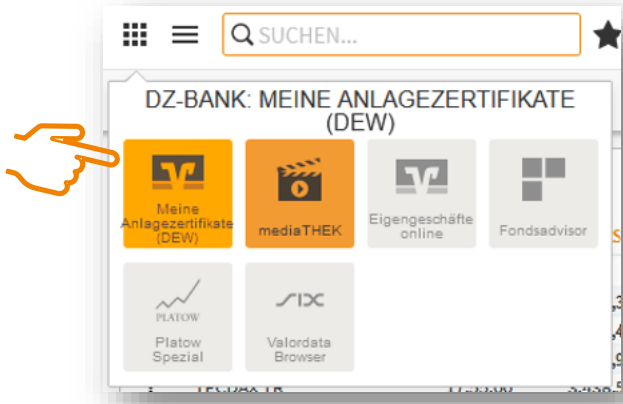 SUCHEN...
DZ-BANK: MEINE ANLAGEZERTIFIKATE
(DEW)
Meine
Anlagezertifikate
(DEW)
mediaTHEK
Eigengeschäfte
online
Fondsadvisor
PLATOW
Platow
Spezial
SIX
Valordata
Browser